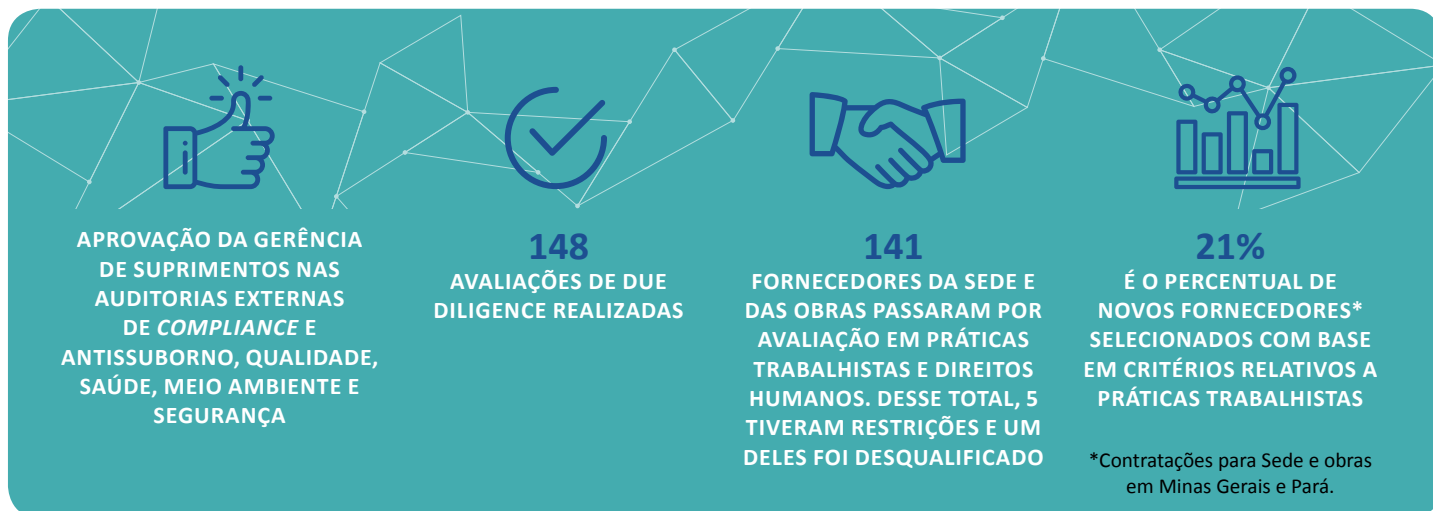 APROVAÇÃO DA GERÊNCIA
DE SUPRIMENTOS NAS
AUDITORIAS EXTERNAS
DE COMPLIANCE E
ANTISSUBORNO, QUALIDADE,
SAÚDE, MEIO AMBIENTE E
SEGURANÇA
148
AVALIAÇÕES DE DUE
DILIGENCE REALIZADAS
141
FORNECEDORES DA SEDE E
DAS OBRAS PASSARAM POR
AVALIAÇÃO EM PRÁTICAS
TRABALHISTAS E DIREITOS
HUMANOS. DESSE TOTAL, 5
TIVERAM RESTRIÇÕES E UM
DELES FOI DESQUALIFICADO
21%
É O PERCENTUAL DE
NOVOS FORNECEDORES*
SELECIONADOS COM BASE
EM CRITÉRIOS RELATIVOS A
PRÁTICAS TRABALHISTAS
*Contratações para Sede e obras
em Minas Gerais e Pará.